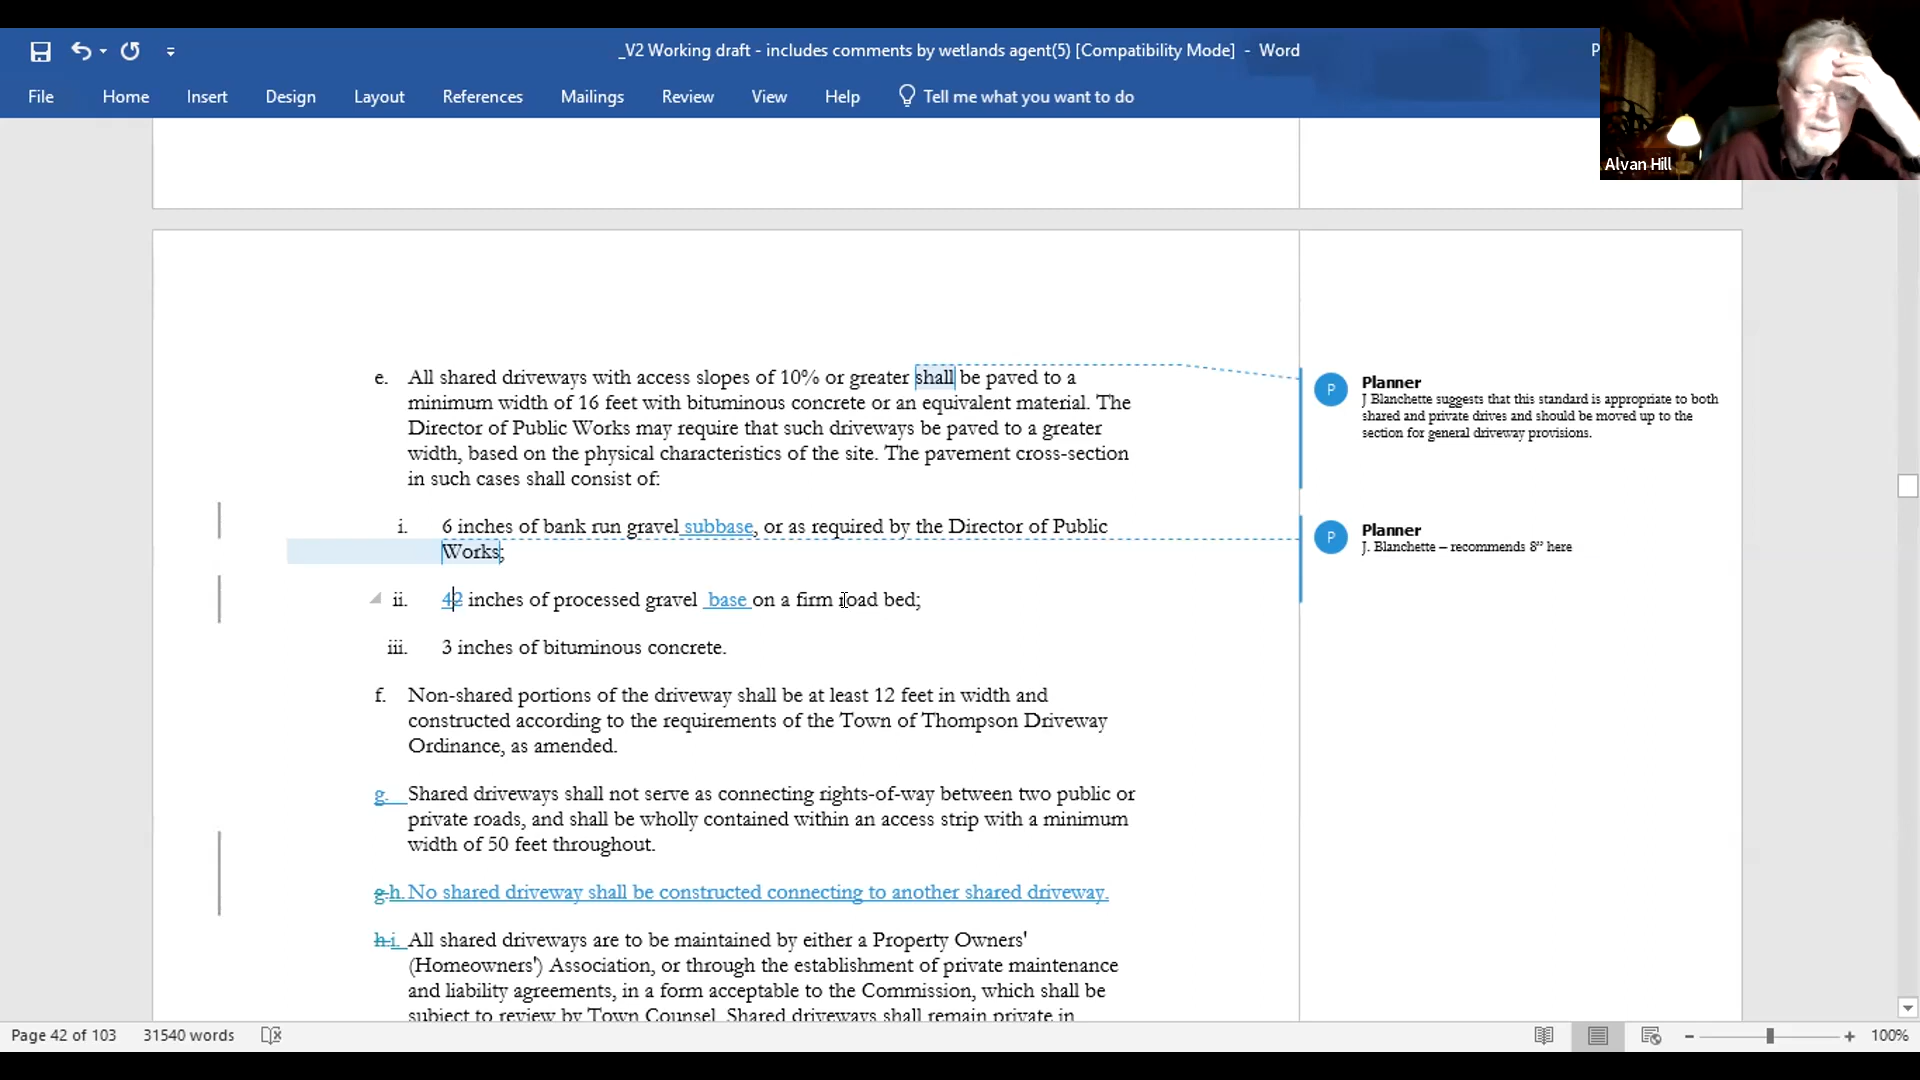 _V2 Working draft - includes comments by wetlands agent(5) [Compatibility Mode] - Word
P
File Home Insert Design Layout References Mailings Review View Help Tell me what you want to do
Alvan Hill
e. All shared driveways with access slopes of 10% or greater shall be paved to a
minimum width of 16 feet with bituminous concrete or an equivalent material. The
Director of Public Works may require that such driveways be paved to a greater
width, based on the physical characteristics of the site. The pavement cross-section
in such cases shall consist of:
i. 6 inches of bank run gravel subbase, or as required by the Director of Public
Works;
ii. 42 inches of processed gravel base on a firm road bed;
iii. 3 inches of bituminous concrete.
f. Non-shared portions of the driveway shall be at least 12 feet in width and
constructed according to the requirements of the Town of Thompson Driveway
Ordinance, as amended.
g. Shared driveways shall not serve as connecting rights-of-way between two public or
private roads, and shall be wholly contained within an access strip with a minimum
width of 50 feet throughout.
g.h. No shared driveway shall be constructed connecting to another shared driveway.
h.i. All shared driveways are to be maintained by either a Property Owners'
(Homeowners') Association, or through the establishment of private maintenance
and liability agreements, in a form acceptable to the Commission, which shall be
subject to review by Town Counsel. Shared driveways shall remain private in
P Planner
J Blanchette suggests that this standard is appropriate to both
shared and private drives and should be moved up to the
section for general driveway provisions.
P Planner
J. Blanchette – recommends 8” here
Page 42 of 103 31540 words 100%